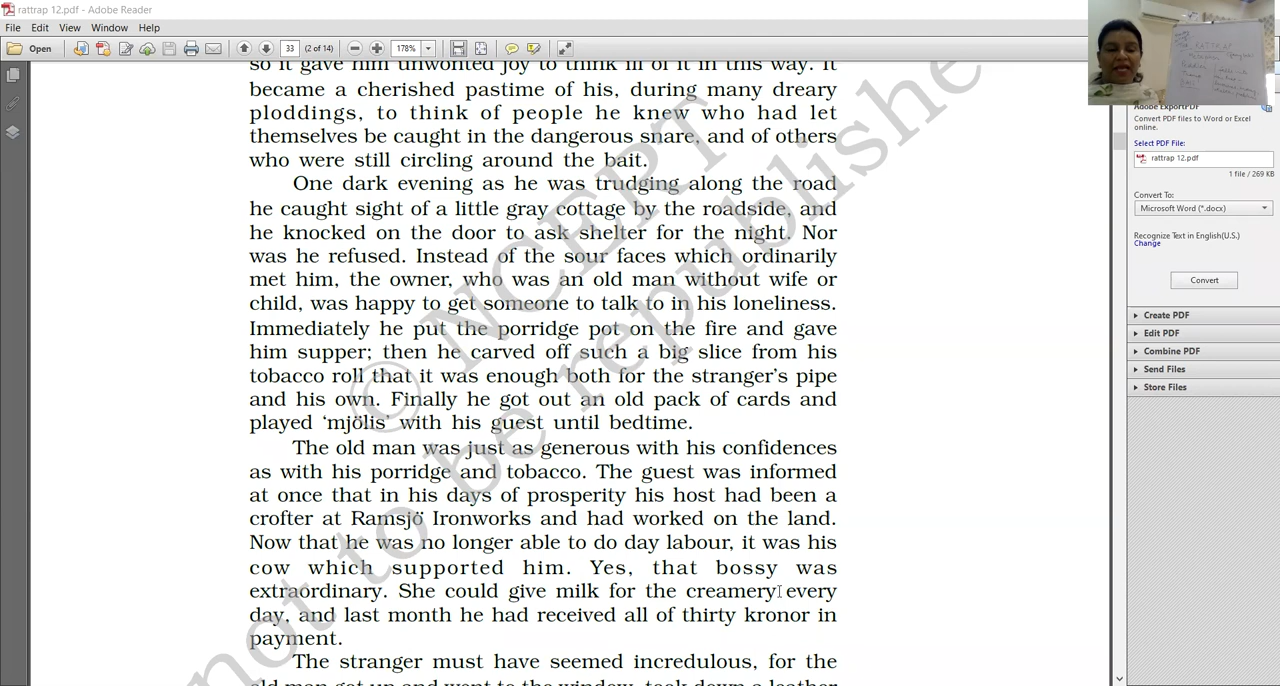 rattrap 12.pdf - Adobe Reader
File Edit View Window Help
Open 33 (2 of 14) 178%
so it gave him unwonted joy to think ill of it in this way. It
became a cherished pastime of his, during many dreary
ploddings, to think of people he knew who had let
themselves be caught in the dangerous snare, and of others
who were still circling around the bait.
One dark evening as he was trudging along the road
he caught sight of a little gray cottage by the roadside, and
he knocked on the door to ask shelter for the night. Nor
was he refused. Instead of the sour faces which ordinarily
met him, the owner, who was an old man without wife or
child, was happy to get someone to talk to in his loneliness.
Immediately he put the porridge pot on the fire and gave
him supper; then he carved off such a big slice from his
tobacco roll that it was enough both for the stranger's pipe
and his own. Finally he got out an old pack of cards and
played ‘mjölis’ with his guest until bedtime.
The old man was just as generous with his confidences
as with his porridge and tobacco. The guest was informed
at once that in his days of prosperity his host had been a
crofter at Ramsjö Ironworks and had worked on the land.
Now that he was no longer able to do day labour, it was his
cow which supported him. Yes, that bossy was
extraordinary. She could give milk for the creamery every
day, and last month he had received all of thirty kronor in
payment.
The stranger must have seemed incredulous, for the
old man got up and went to the window, took down a leather
© NCERT
not to be republishe
RATTRAP
Adobe ExportPDF
Convert PDF files to Word or Excel
online.
Select PDF File:
rattrap 12.pdf
1 file / 269 KB
Convert To:
Microsoft Word (*.docx)
Recognize Text in English(U.S.)
Change
Convert
Create PDF
Edit PDF
Combine PDF
Send Files
Store Files